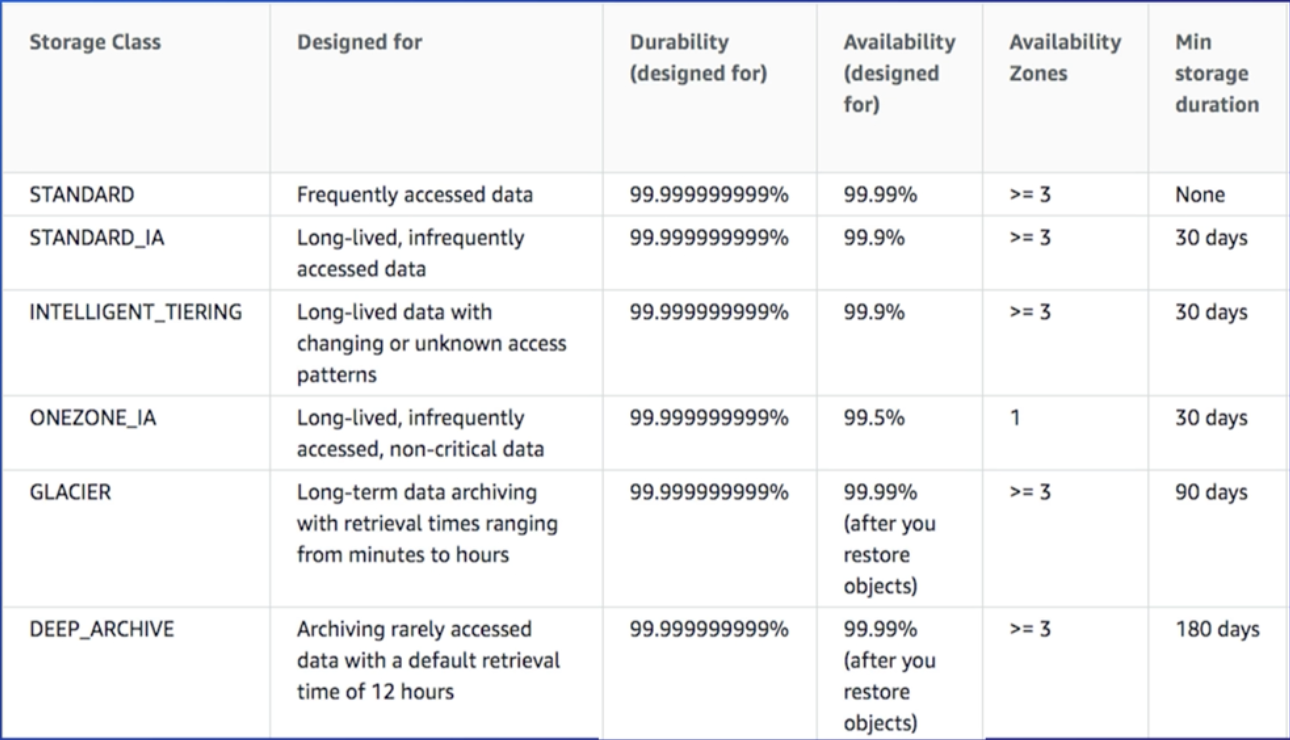 Storage Class
Designed for
Durability
(designed for)
Availability
(designed
for)
Availability
Zones
Min
storage
duration
STANDARD
Frequently accessed data
99.999999999%
99.99%
>= 3
None
STANDARD_IA
Long-lived, infrequently
accessed data
99.999999999%
99.9%
>= 3
30 days
INTELLIGENT_TIERING
Long-lived data with
changing or unknown access
patterns
99.999999999%
99.9%
>= 3
30 days
ONEZONE_IA
Long-lived, infrequently
accessed, non-critical data
99.999999999%
99.5%
1
30 days
GLACIER
Long-term data archiving
with retrieval times ranging
from minutes to hours
99.999999999%
99.99%
(after you
restore
objects)
>= 3
90 days
DEEP_ARCHIVE
Archiving rarely accessed
data with a default retrieval
time of 12 hours
99.999999999%
99.99%
(after you
restore
objects)
>= 3
180 days